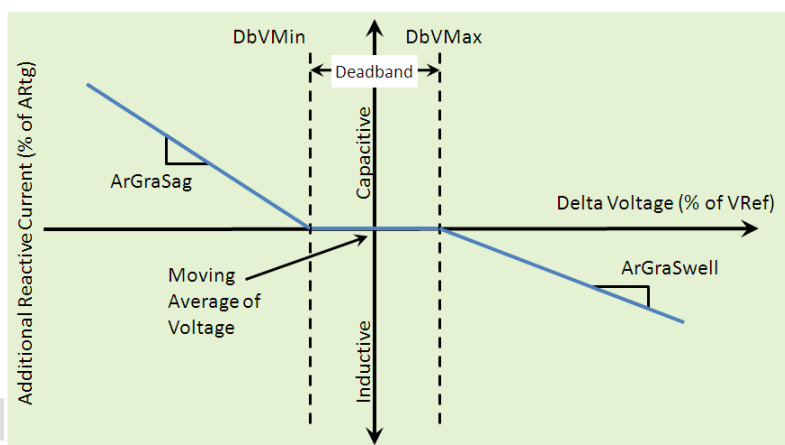 DbVMin
DbVMax
Deadband
Additional Reactive Current (% of ARtg)
Capacitive
ArGraSag
Delta Voltage (% of VRef)
Moving
Average of
Voltage
ArGraSwell
Inductive